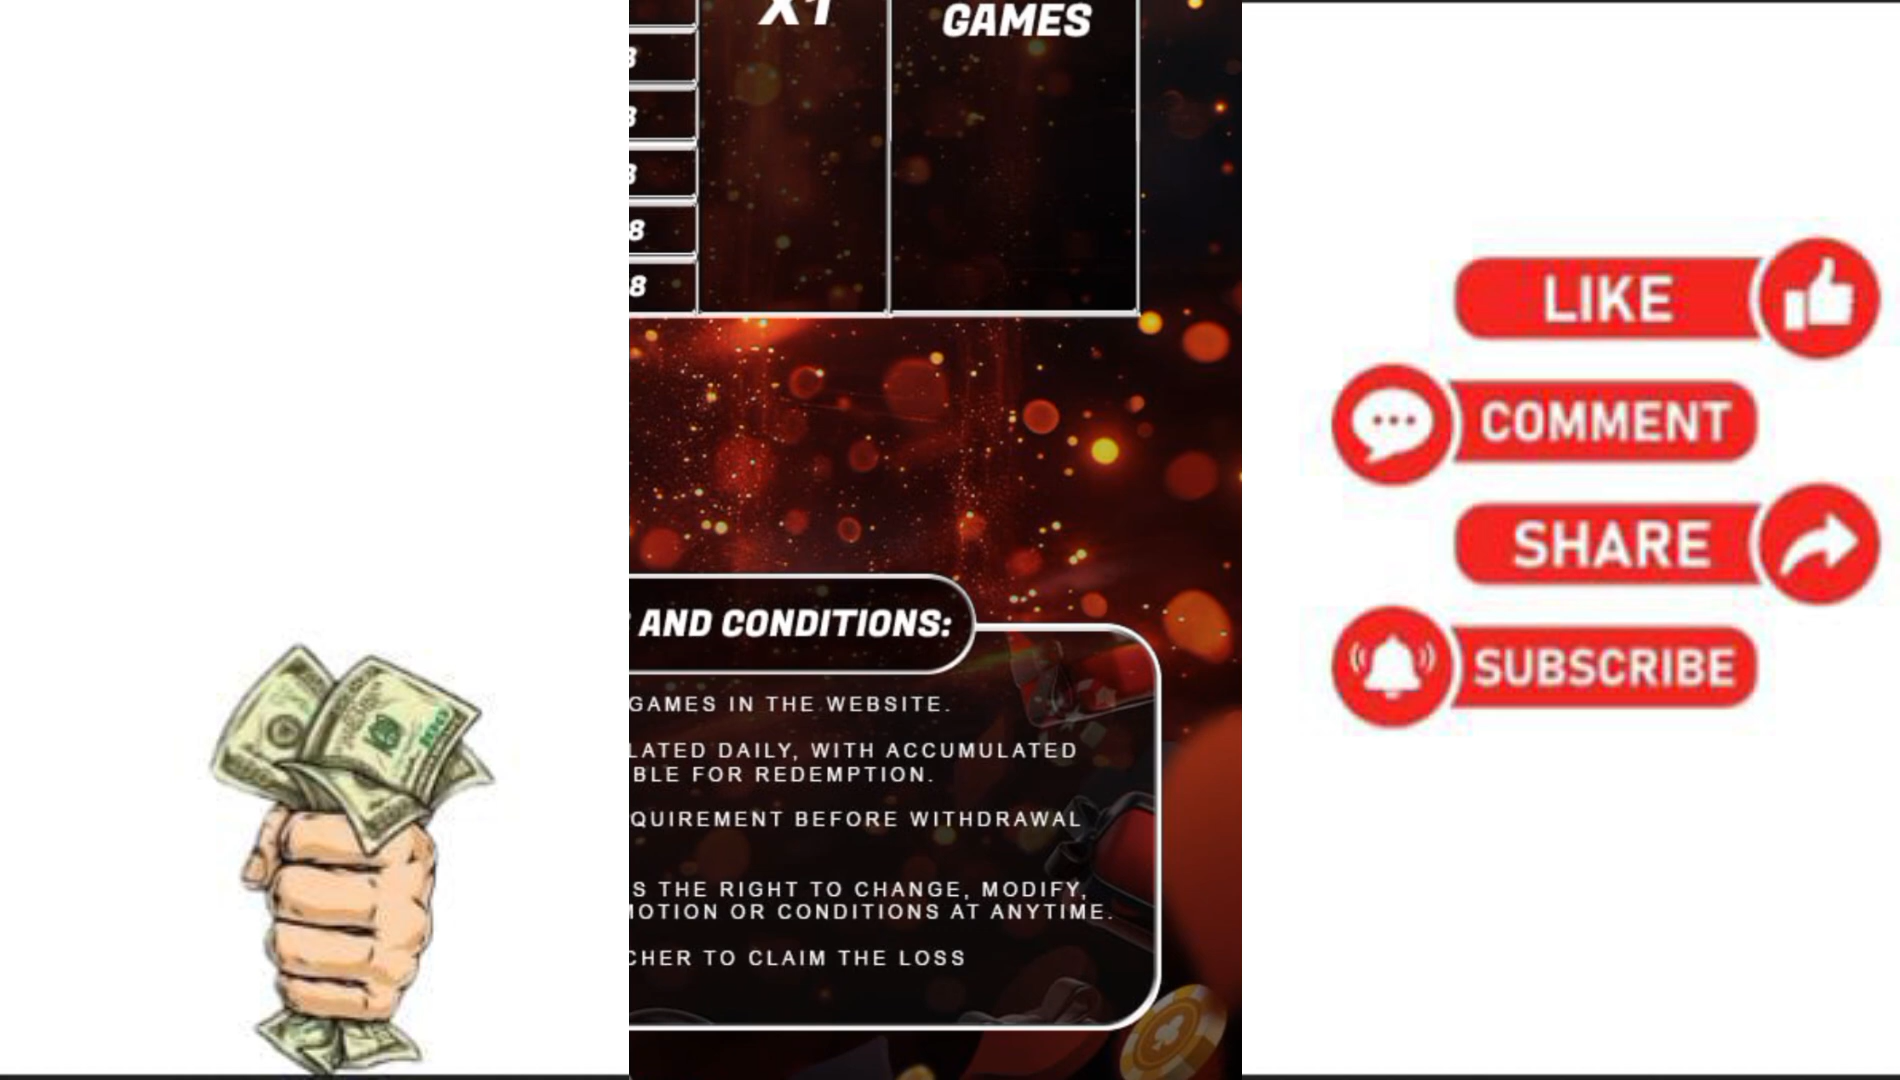 X1
GAMES
8
8
AND CONDITIONS:
GAMES IN THE WEBSITE.
LATED DAILY, WITH ACCUMULATED
BLE FOR REDEMPTION.
QUIREMENT BEFORE WITHDRAWAL
S THE RIGHT TO CHANGE, MODIFY,
MOTION OR CONDITIONS AT ANYTIME.
CHER TO CLAIM THE LOSS
LIKE
COMMENT
SHARE
SUBSCRIBE